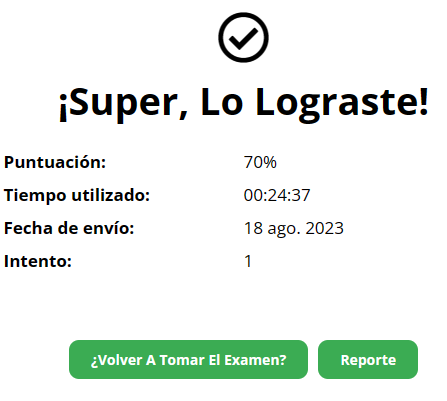 ¡Super, Lo Lograste!
Puntuación: 70%
Tiempo utilizado: 00:24:37
Fecha de envío: 18 ago. 2023
Intento: 1
¿Volver A Tomar El Examen? Reporte